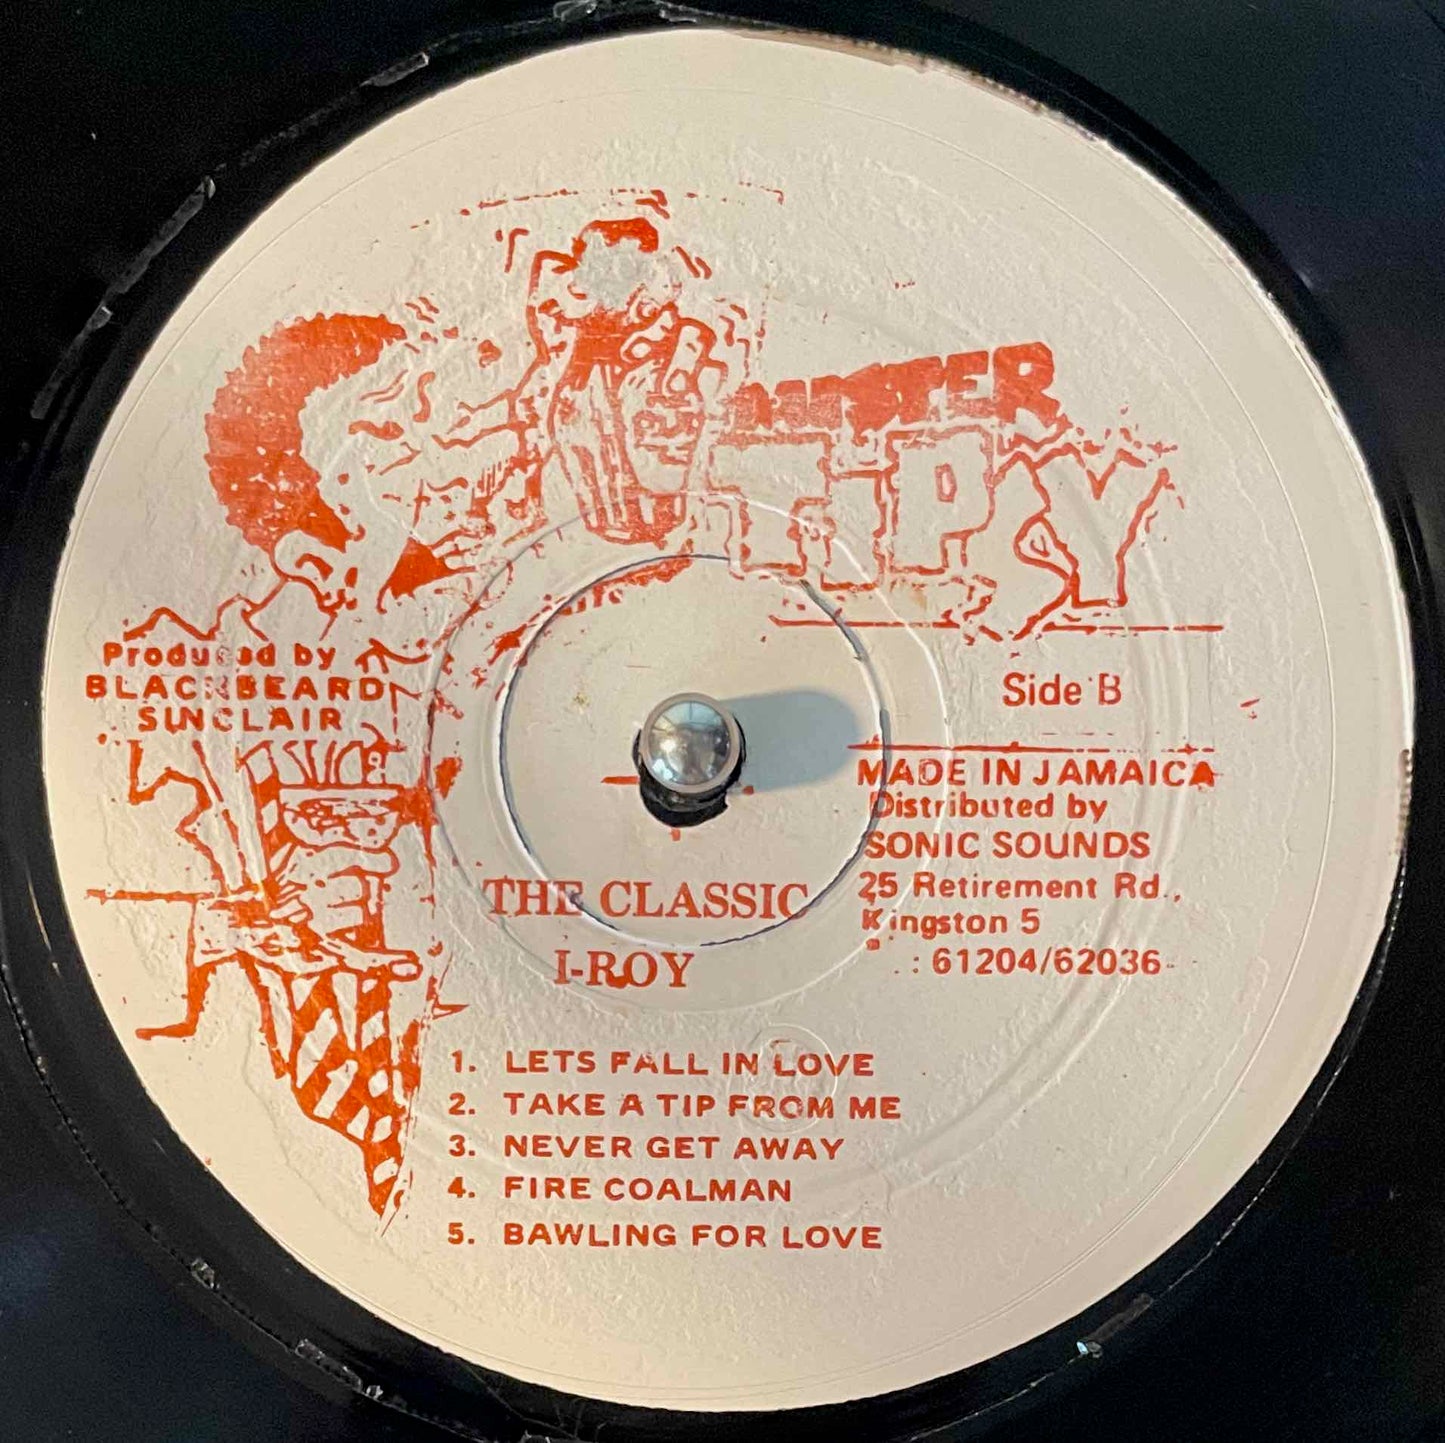 MISTER
TIPSY
Produced by
BLACKBEARD
SINCLAIR
Side B
MADE IN JAMAICA
Distributed by
SONIC SOUNDS
25 Retirement Rd.,
Kingston 5
: 61204/62036
THE CLASSIC
I-ROY
1. LETS FALL IN LOVE
2. TAKE A TIP FROM ME
3. NEVER GET AWAY
4. FIRE COALMAN
5. BAWLING FOR LOVE